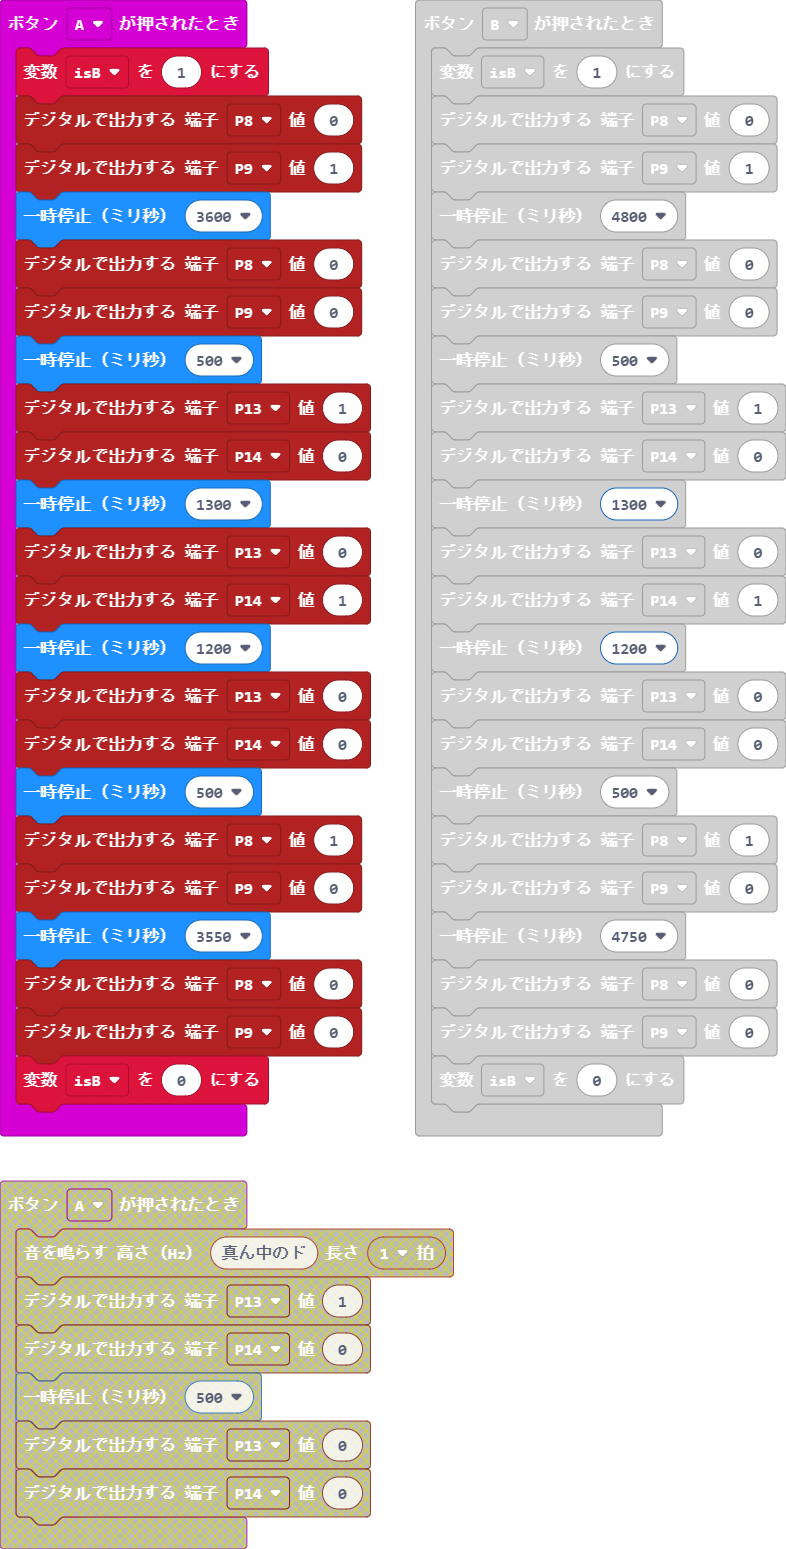 ボタン A が押されたとき
変数 isB を 1 にする
デジタルで出力する 端子 P8 値 0
デジタルで出力する 端子 P9 値 1
一時停止（ミリ秒） 3600
デジタルで出力する 端子 P8 値 0
デジタルで出力する 端子 P9 値 0
一時停止（ミリ秒） 500
デジタルで出力する 端子 P13 値 1
デジタルで出力する 端子 P14 値 0
一時停止（ミリ秒） 1300
デジタルで出力する 端子 P13 値 0
デジタルで出力する 端子 P14 値 1
一時停止（ミリ秒） 1200
デジタルで出力する 端子 P13 値 0
デジタルで出力する 端子 P14 値 0
一時停止（ミリ秒） 500
デジタルで出力する 端子 P8 値 1
デジタルで出力する 端子 P9 値 0
一時停止（ミリ秒） 3550
デジタルで出力する 端子 P8 値 0
デジタルで出力する 端子 P9 値 0
変数 isB を 0 にする
ボタン B が押されたとき
変数 isB を 1 にする
デジタルで出力する 端子 P8 値 0
デジタルで出力する 端子 P9 値 1
一時停止（ミリ秒） 4800
デジタルで出力する 端子 P8 値 0
デジタルで出力する 端子 P9 値 0
一時停止（ミリ秒） 500
デジタルで出力する 端子 P13 値 1
デジタルで出力する 端子 P14 値 0
一時停止（ミリ秒） 1300
デジタルで出力する 端子 P13 値 0
デジタルで出力する 端子 P14 値 1
一時停止（ミリ秒） 1200
デジタルで出力する 端子 P13 値 0
デジタルで出力する 端子 P14 値 0
一時停止（ミリ秒） 500
デジタルで出力する 端子 P8 値 1
デジタルで出力する 端子 P9 値 0
一時停止（ミリ秒） 4750
デジタルで出力する 端子 P8 値 0
デジタルで出力する 端子 P9 値 0
変数 isB を 0 にする
ボタン A が押されたとき
音を鳴らす 高さ（Hz） 真ん中のド 長さ 1 拍
デジタルで出力する 端子 P13 値 1
デジタルで出力する 端子 P14 値 0
一時停止（ミリ秒） 500
デジタルで出力する 端子 P13 値 0
デジタルで出力する 端子 P14 値 0